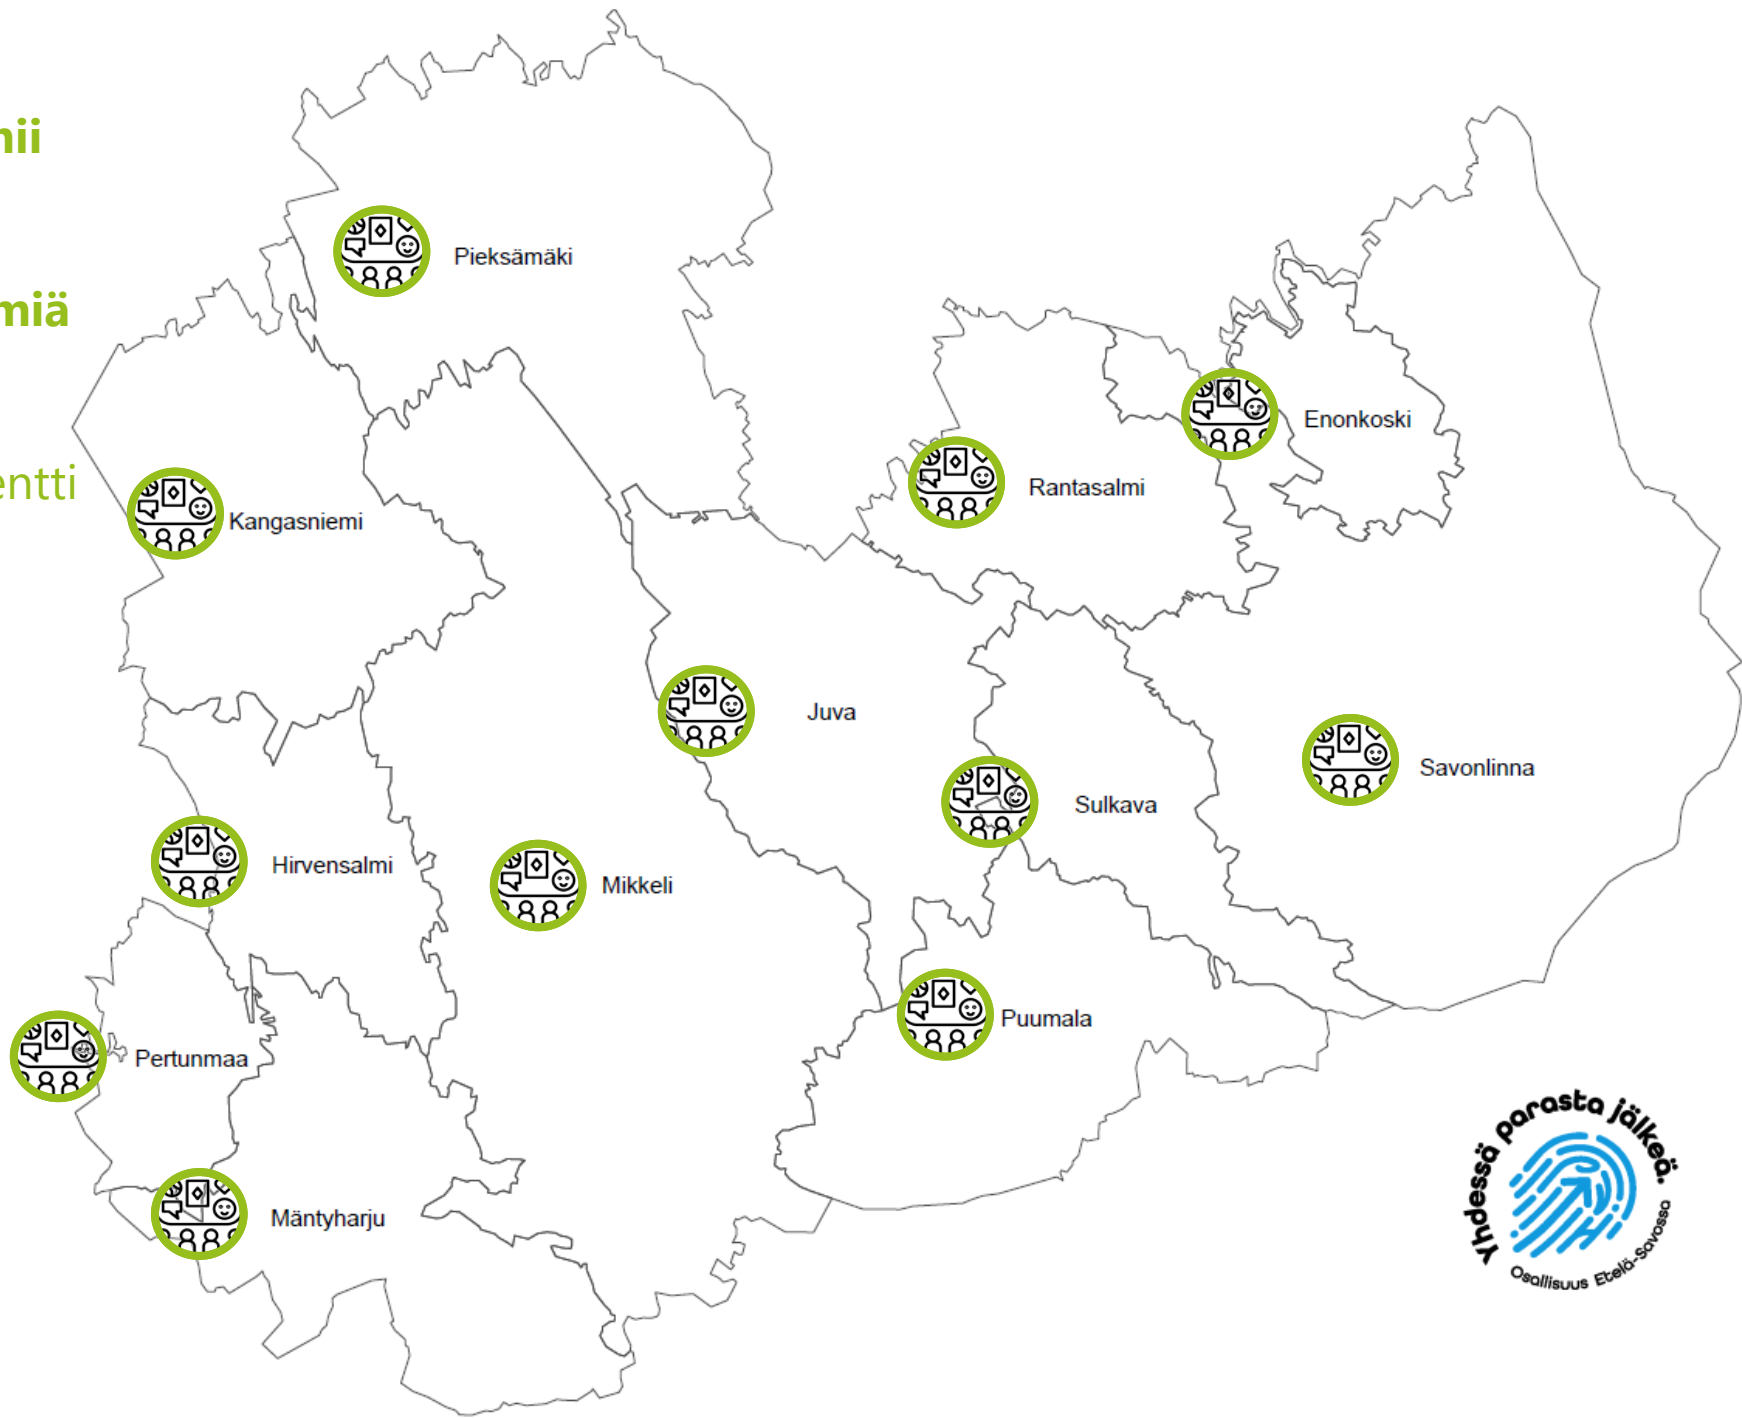 nii
miä
entti
Pieksämäki
Enonkoski
Rantasalmi
Kangasniemi
Juva
Savonlinna
Sulkava
Hirvensalmi
Mikkeli
Puumala
Pertunmaa
Mäntyharju
Yhdessä parasta jälkeä.
Osallisuus Etelä-Savossa